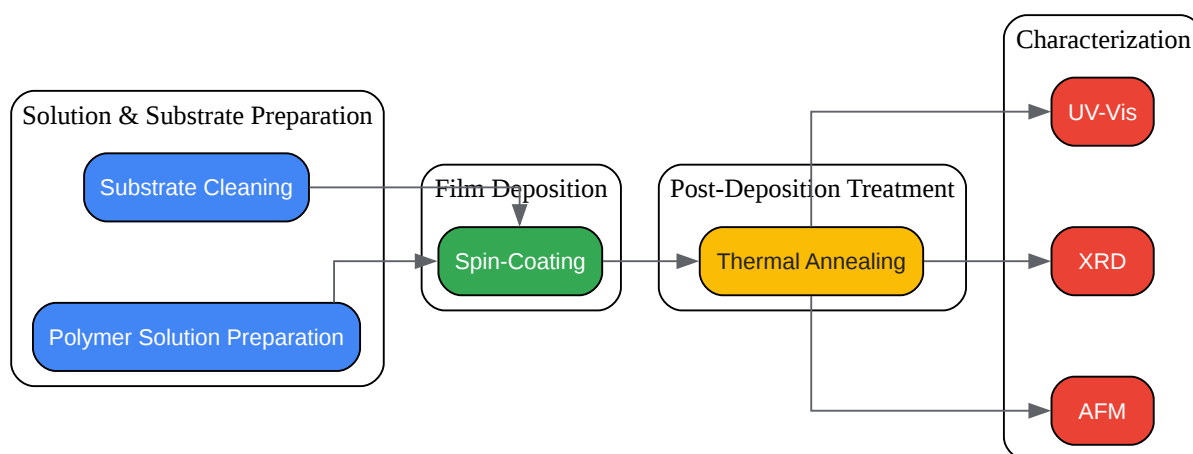 Solution & Substrate Preparation
Substrate Cleaning
Polymer Solution Preparation
Film Deposition
Spin-Coating
Post-Deposition Treatment
Thermal Annealing
Characterization
UV-Vis
XRD
AFM